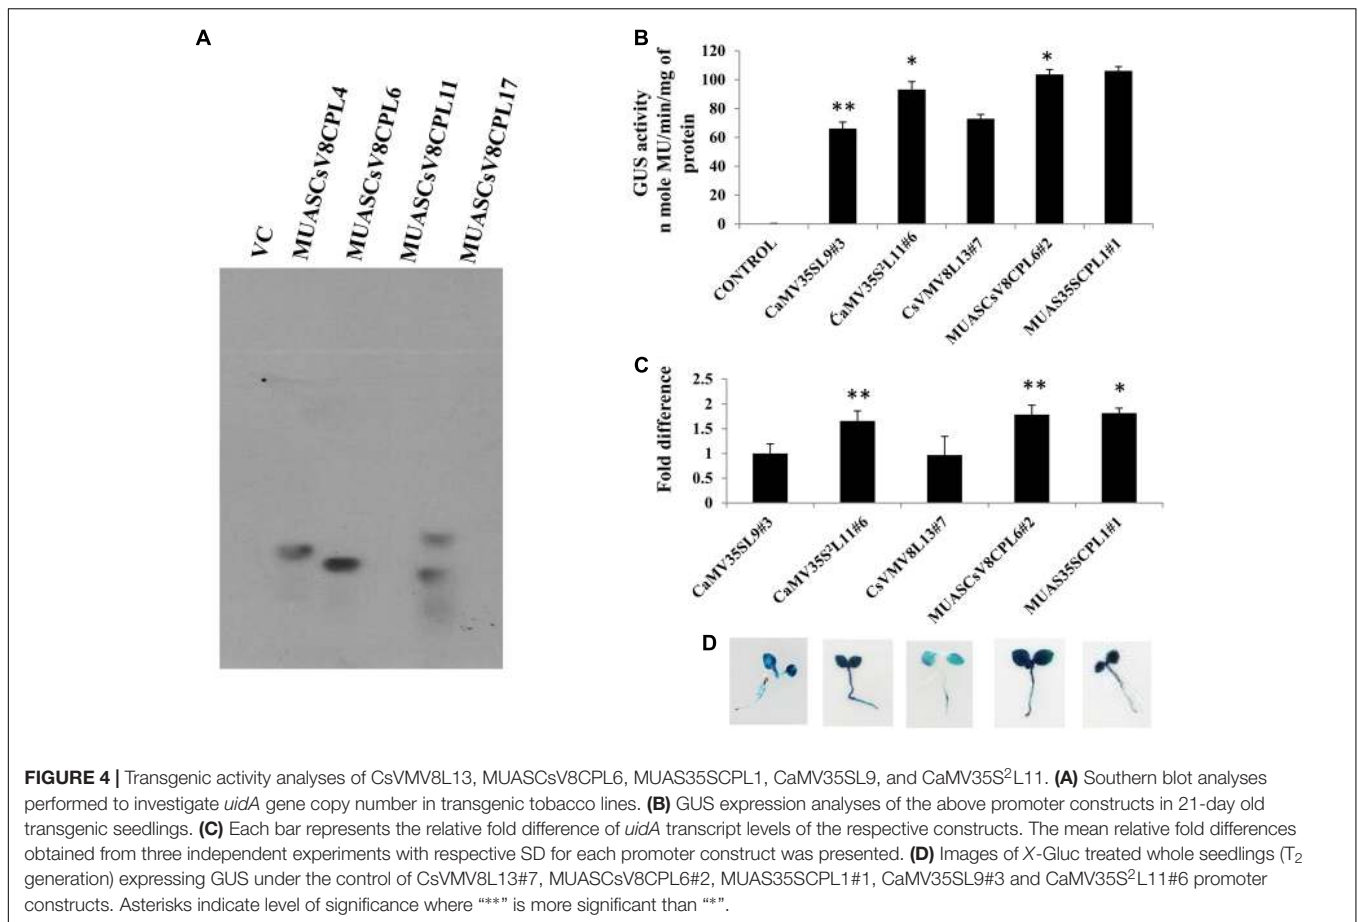 A
VC
MUASCsV8CPL4
MUASCsV8CPL6
MUASCsV8CPL11
MUASCsV8CPL17
B
GUS activity
n mole MU/min/mg of
protein
120
100
80
60
40
20
0
**
*
*
CONTROL
CaMV35SL9#3
CaMV35S²L11#6
CsVMV8L13#7
MUASCsV8CPL6#2
MUAS35SCPL1#1
C
Fold difference
2.5
2
1.5
1
0.5
0
**
**
*
CaMV35SL9#3
CaMV35S²L11#6
CsVMV8L13#7
MUASCsV8CPL6#2
MUAS35SCPL1#1
D
FIGURE 4 | Transgenic activity analyses of CsVMV8L13, MUASCsV8CPL6, MUAS35SCPL1, CaMV35SL9, and CaMV35S²L11. (A) Southern blot analyses
performed to investigate uidA gene copy number in transgenic tobacco lines. (B) GUS expression analyses of the above promoter constructs in 21-day old
transgenic seedlings. (C) Each bar represents the relative fold difference of uidA transcript levels of the respective constructs. The mean relative fold differences
obtained from three independent experiments with respective SD for each promoter construct was presented. (D) Images of X-Gluc treated whole seedlings (T₂
generation) expressing GUS under the control of CsVMV8L13#7, MUASCsV8CPL6#2, MUAS35SCPL1#1, CaMV35SL9#3 and CaMV35S²L11#6 promoter
constructs. Asterisks indicate level of significance where “**” is more significant than “*”.